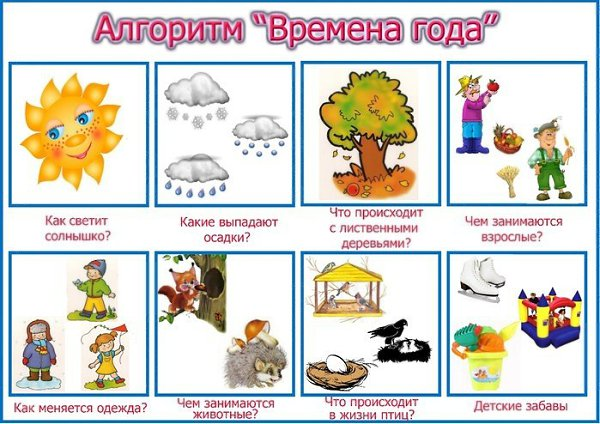 Алгоритм “Времена года”
Как светит
солнышко?
Какие выпадают
осадки?
Что происходит
с лиственными
деревьями?
Чем занимаются
взрослые?
Как меняется одежда?
Чем занимаются
животные?
Что происходит
в жизни птиц?
Детские забавы